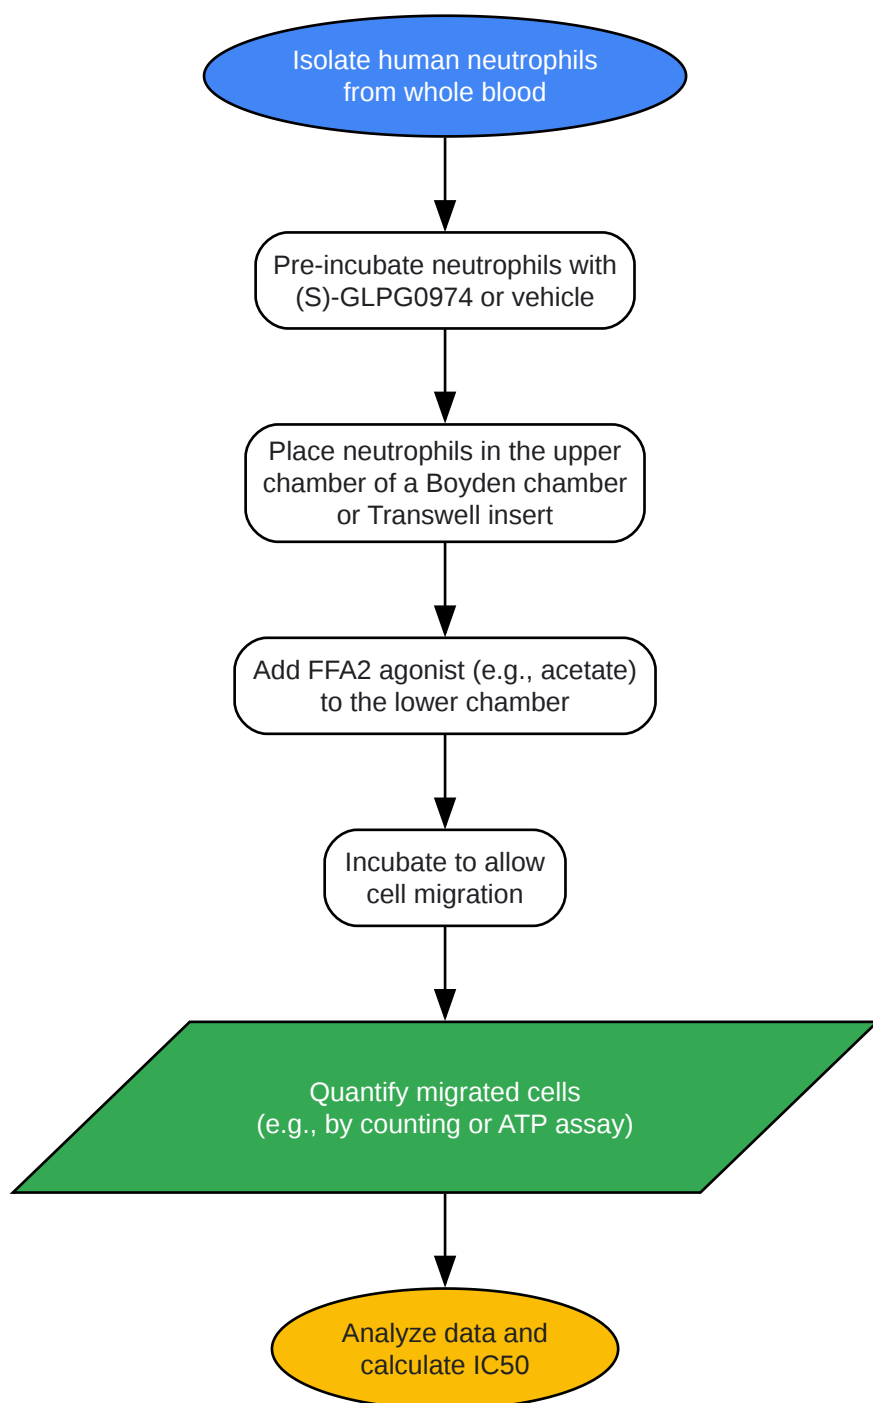 Isolate human neutrophils
from whole blood
Pre-incubate neutrophils with
(S)-GLPG0974 or vehicle
Place neutrophils in the upper
chamber of a Boyden chamber
or Transwell insert
Add FFA2 agonist (e.g., acetate)
to the lower chamber
Incubate to allow
cell migration
Quantify migrated cells
(e.g., by counting or ATP assay)
Analyze data and
calculate IC50